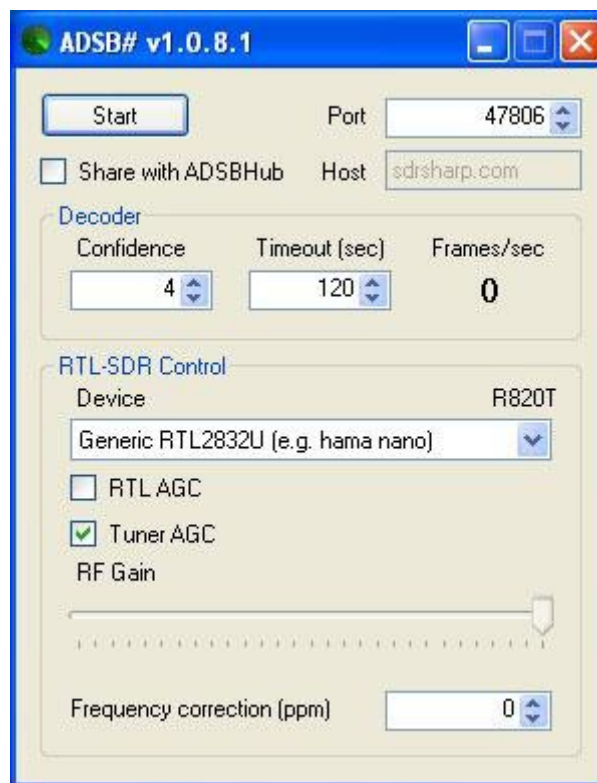 ADSB# v1.0.8.1
Start Port 47806
Share with ADSBHub Host sdrsharp.com
Decoder
Confidence Timeout (sec) Frames/sec
4 120 0
RTL-SDR Control
Device R820T
Generic RTL2832U (e.g. hama nano)
RTL AGC
Tuner AGC
RF Gain
Frequency correction (ppm) 0